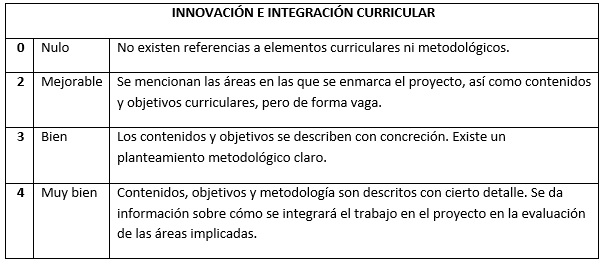 INNOVACIÓN E INTEGRACIÓN CURRICULAR
0 Nulo No existen referencias a elementos curriculares ni metodológicos.
2 Mejorable Se mencionan las áreas en las que se enmarca el proyecto, así como contenidos
y objetivos curriculares, pero de forma vaga.
3 Bien Los contenidos y objetivos se describen con concreción. Existe un
planteamiento metodológico claro.
4 Muy bien Contenidos, objetivos y metodología son descritos con cierto detalle. Se da
información sobre cómo se integrará el trabajo en el proyecto en la evaluación
de las áreas implicadas.